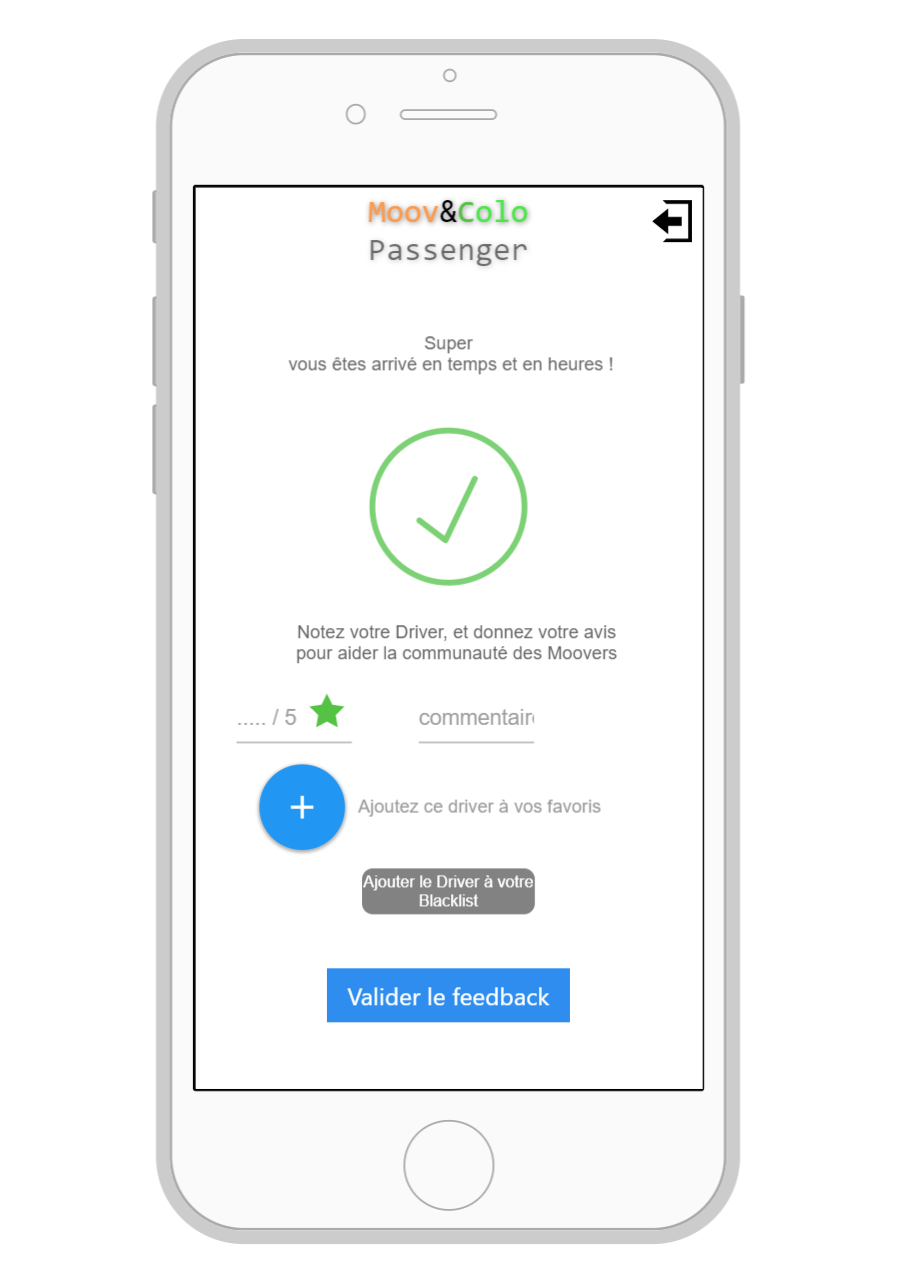 Moov&Colo
Passenger
Super
vous êtes arrivé en temps et en heures !
Notez votre Driver, et donnez votre avis
pour aider la communauté des Moovers
..... / 5
commentair
Ajoutez ce driver à vos favoris
Ajouter le Driver à votre
Blacklist
Valider le feedback